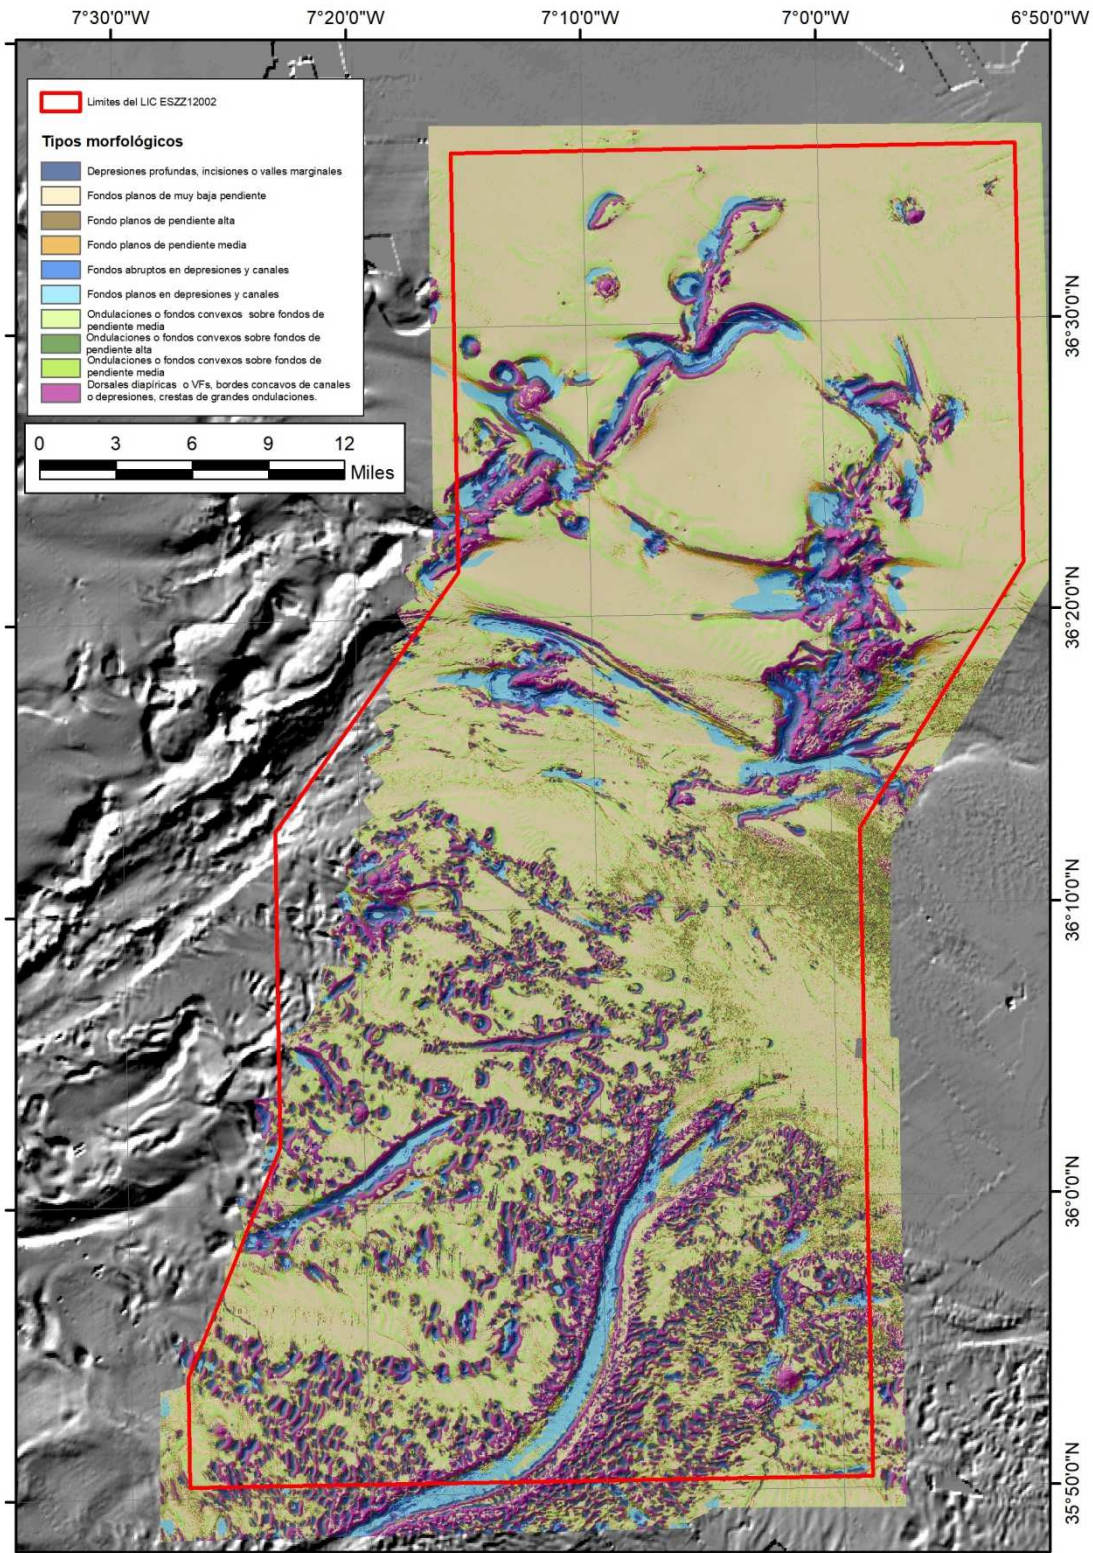 7°30'0"W
7°20'0"W
7°10'0"W
7°0'0"W
6°50'0"W
Limites del LIC ESZZ12002
Tipos morfológicos
Depresiones profundas, incisiones o valles marginales
Fondos planos de muy baja pendiente
Fondo planos de pendiente alta
Fondo planos de pendiente media
Fondos abruptos en depresiones y canales
Fondos planos en depresiones y canales
Ondulaciones o fondos convexos sobre fondos de
pendiente media
Ondulaciones o fondos convexos sobre fondos de
pendiente alta
Ondulaciones o fondos convexos sobre fondos de
pendiente media
Dorsales diapíricas o VFs, bordes concavos de canales
o depresiones, crestas de grandes ondulaciones.
0 3 6 9 12
Miles
36°30'0"N
36°20'0"N
36°10'0"N
36°0'0"N
35°50'0"N